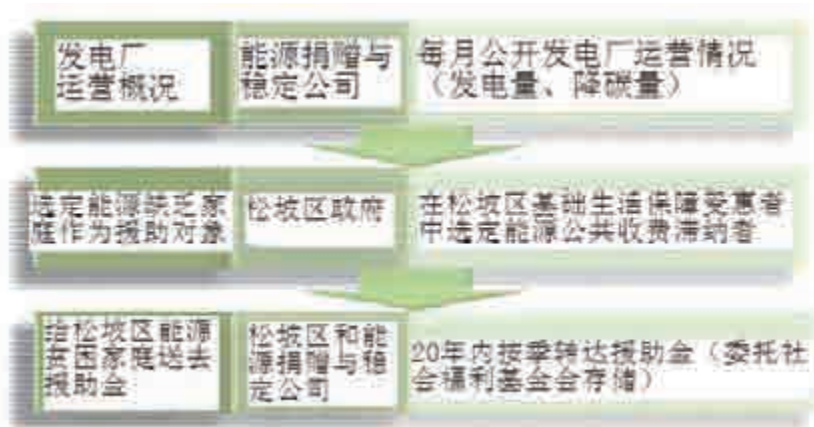 发电厂
运营概况
能源捐赠与
稳定公司
每月公开发电厂运营情况
（发电量、降碳量）
选定能源缺乏家
庭作为援助对象
松坡区政府
在松坡区基础生活保障受惠者
中选定能源公共收费滞纳者
给松坡区能源
贫困家庭送去
援助金
松坡区和能
源捐赠与稳
定公司
20年内按季转达援助金（委托社
会福利基金会存储）